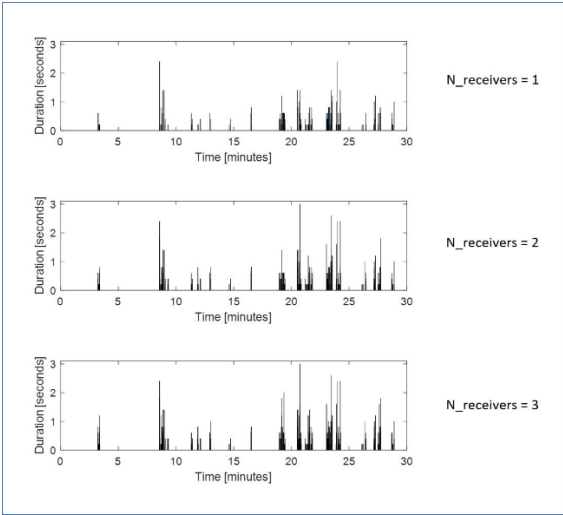 3
2
1
0
Duration [seconds]
0 5 10 15 20 25 30
Time [minutes]
N_receivers = 1
3
2
1
0
Duration [seconds]
0 5 10 15 20 25 30
Time [minutes]
N_receivers = 2
3
2
1
0
Duration [seconds]
0 5 10 15 20 25 30
Time [minutes]
N_receivers = 3